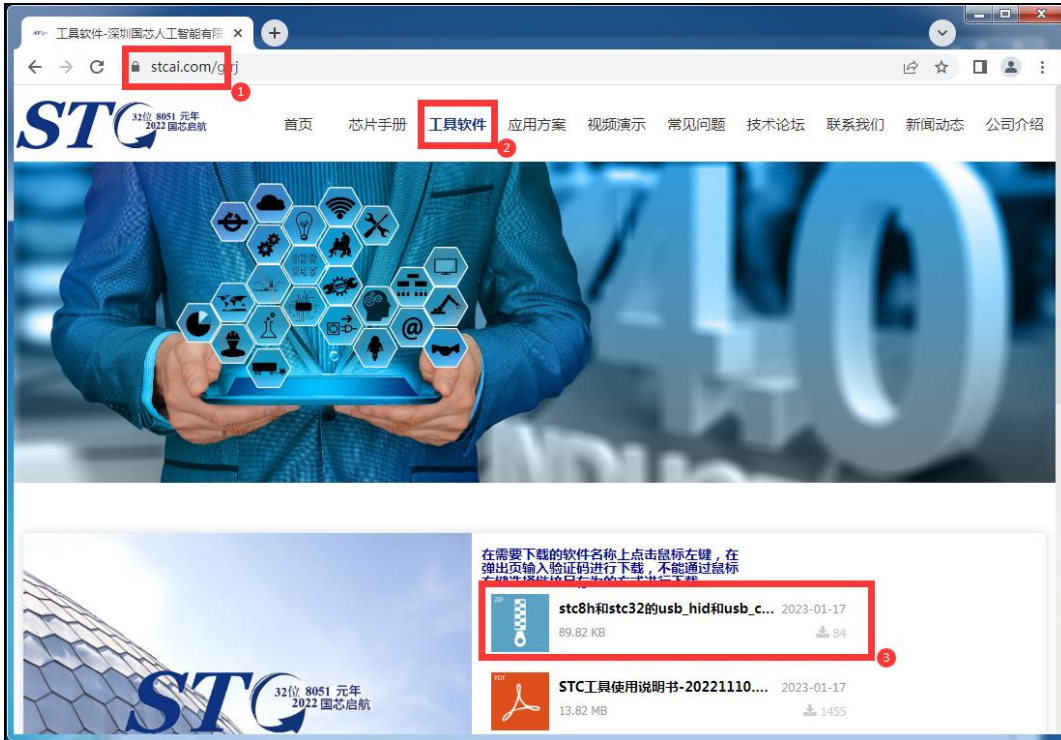 工具软件-深圳国芯人工智能有限
stcai.com/gjrj
1
STC
32位 8051 元年
2022 国芯启航
首页 芯片手册 工具软件 应用方案 视频演示 常见问题 技术论坛 联系我们 新闻动态 公司介绍
2
4.0
在需要下载的软件名称上点击鼠标左键，在
弹出页输入验证码进行下载，不能通过鼠标
ZIP
stc8h和stc32的usb_hid和usb_c... 2023-01-17
89.82 KB 84
3
PDF
STC工具使用说明书-20221110.... 2023-01-17
13.82 MB 1455
STC
32位 8051 元年
2022 国芯启航